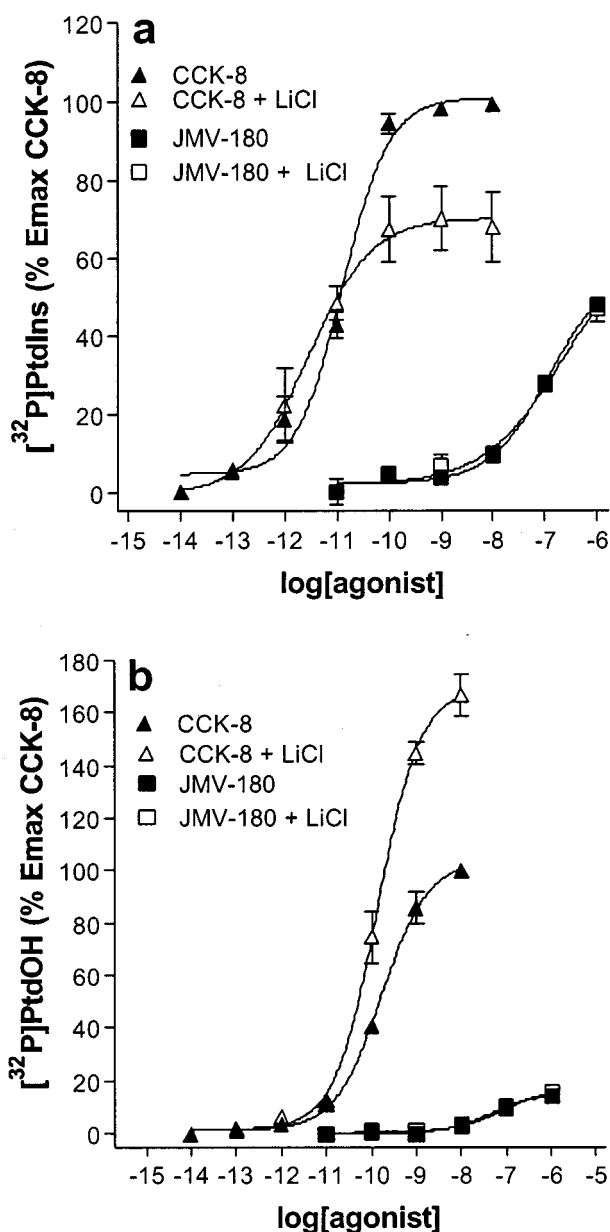 a
CCK-8
CCK-8 + LiCl
JMV-180
JMV-180 + LiCl
[32P]PtdIns (% Emax CCK-8)
120
100
80
60
40
20
0
-15 -14 -13 -12 -11 -10 -9 -8 -7 -6
log[agonist]
b
CCK-8
CCK-8 + LiCl
JMV-180
JMV-180 + LiCl
[32P]PtdOH (% Emax CCK-8)
180
160
140
120
100
80
60
40
20
0
-15 -14 -13 -12 -11 -10 -9 -8 -7 -6 -5
log[agonist]